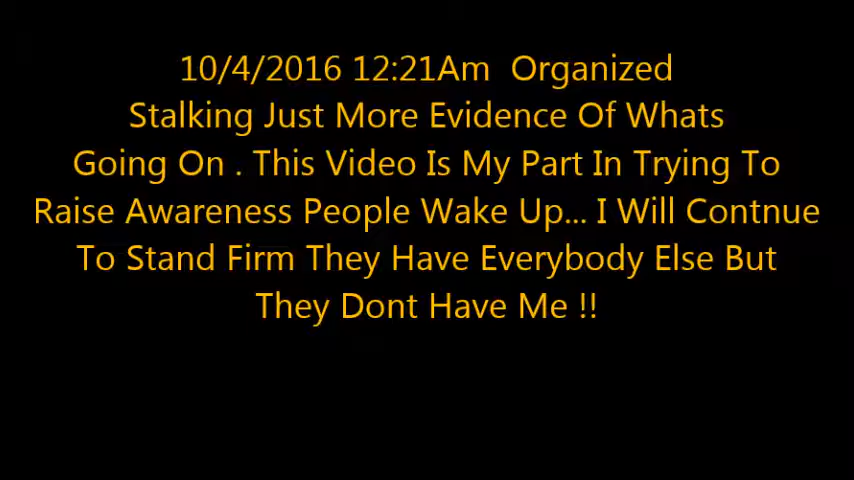 10/4/2016 12:21Am  Organized
Stalking Just More Evidence Of Whats
Going On . This Video Is My Part In Trying To
Raise Awareness People Wake Up... I Will Contnue
To Stand Firm They Have Everybody Else But
They Dont Have Me !!